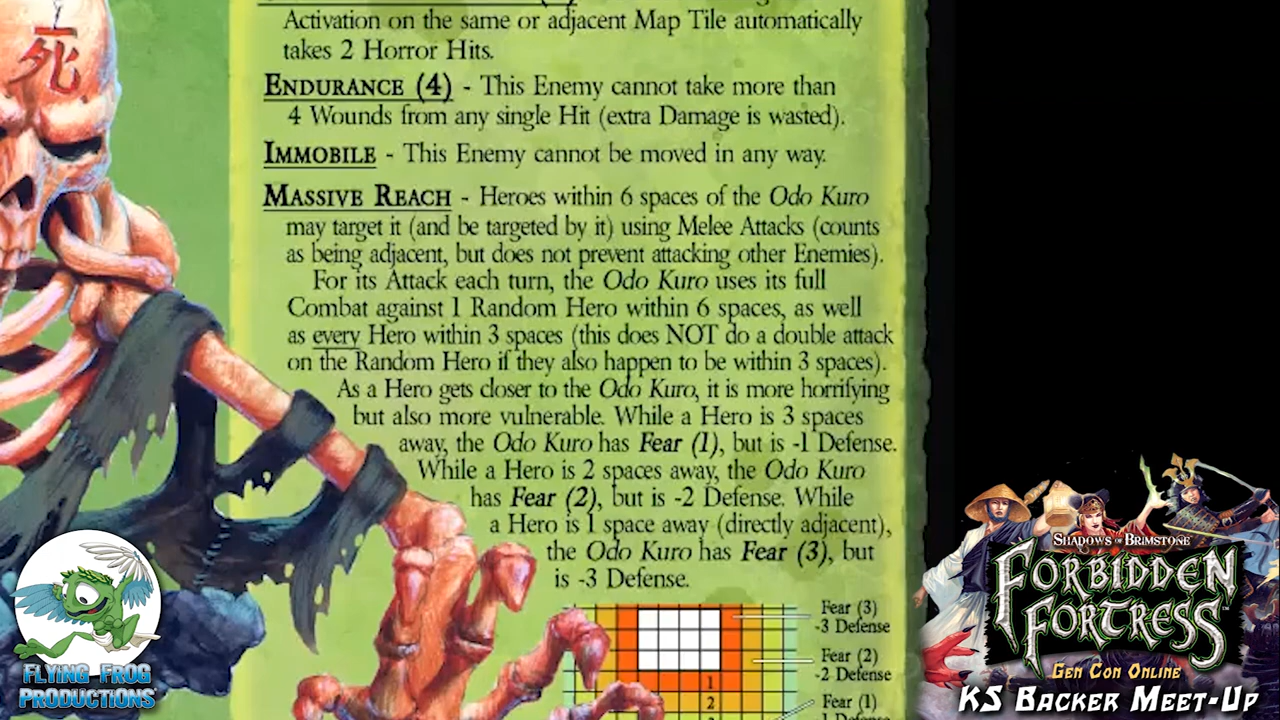 Activation on the same or adjacent Map Tile automatically
takes 2 Horror Hits.
ENDURANCE (4) - This Enemy cannot take more than
4 Wounds from any single Hit (extra Damage is wasted).
IMMOBILE - This Enemy cannot be moved in any way.
MASSIVE REACH - Heroes within 6 spaces of the Odo Kuro
may target it (and be targeted by it) using Melee Attacks (counts
as being adjacent, but does not prevent attacking other Enemies).
For its Attack each turn, the Odo Kuro uses its full
Combat against 1 Random Hero within 6 spaces, as well
as every Hero within 3 spaces (this does NOT do a double attack
on the Random Hero if they also happen to be within 3 spaces).
As a Hero gets closer to the Odo Kuro, it is more horrifying
but also more vulnerable. While a Hero is 3 spaces
away, the Odo Kuro has Fear (1), but is -1 Defense.
While a Hero is 2 spaces away, the Odo Kuro
has Fear (2), but is -2 Defense. While
a Hero is 1 space away (directly adjacent),
the Odo Kuro has Fear (3), but
is -3 Defense.
Fear (3)
-3 Defense
Fear (2)
-2 Defense
Fear (1)
-1 Defense
1
2
死
FLYING FROG
PRODUCTIONS
SHADOWS OF BRIMSTONE
FORBIDDEN
FORTRESS™
GEN CON ONLINE
KS BACKER MEET-UP